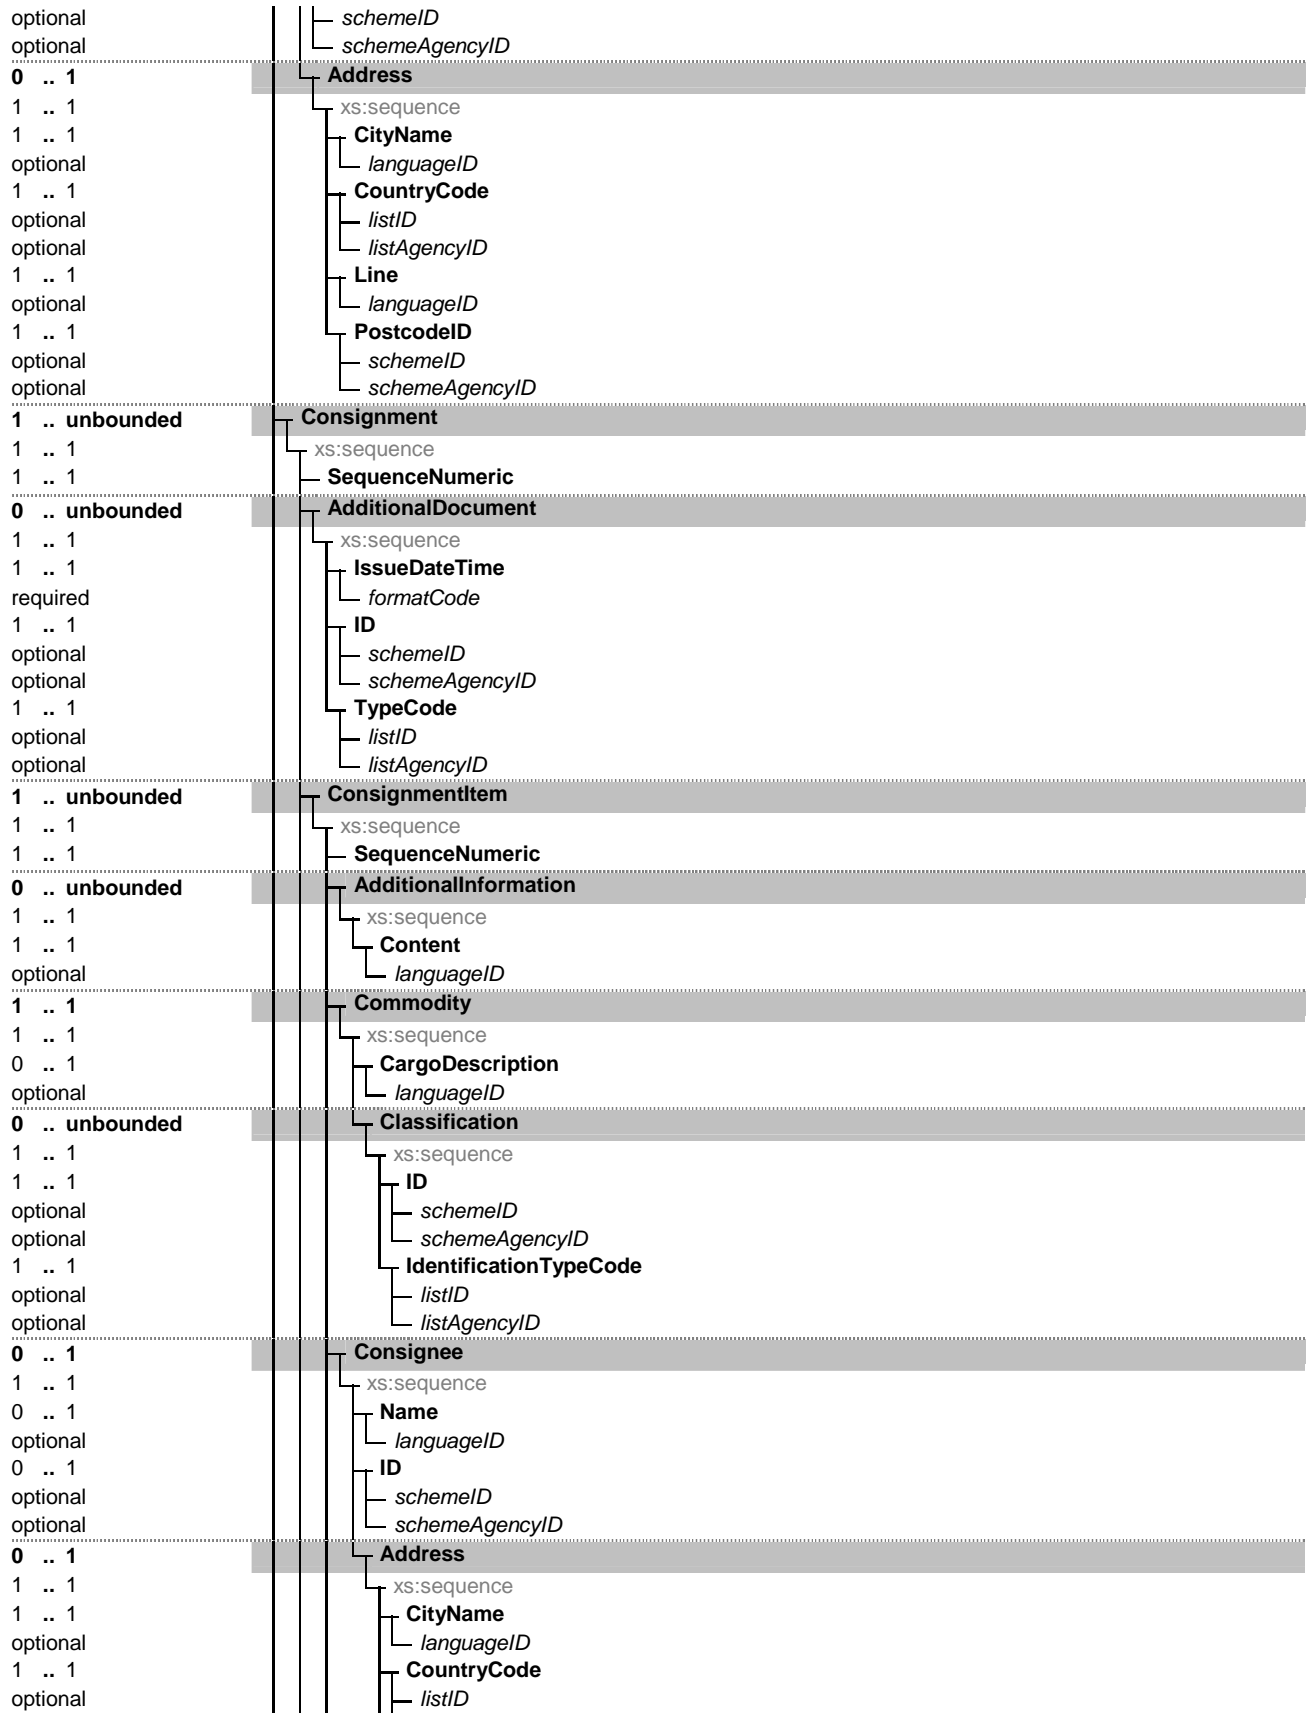 optional schemeID
optional schemeAgencyID
0 .. 1 Address
1 .. 1 xs:sequence
1 .. 1 CityName
optional languageID
1 .. 1 CountryCode
optional listID
optional listAgencyID
1 .. 1 Line
optional languageID
1 .. 1 PostcodeID
optional schemeID
optional schemeAgencyID
1 .. unbounded Consignment
1 .. 1 xs:sequence
1 .. 1 SequenceNumeric
0 .. unbounded AdditionalDocument
1 .. 1 xs:sequence
1 .. 1 IssueDateTime
required formatCode
1 .. 1 ID
optional schemeID
optional schemeAgencyID
1 .. 1 TypeCode
optional listID
optional listAgencyID
1 .. unbounded ConsignmentItem
1 .. 1 xs:sequence
1 .. 1 SequenceNumeric
0 .. unbounded AdditionalInformation
1 .. 1 xs:sequence
1 .. 1 Content
optional languageID
1 .. 1 Commodity
1 .. 1 xs:sequence
0 .. 1 CargoDescription
optional languageID
0 .. unbounded Classification
1 .. 1 xs:sequence
1 .. 1 ID
optional schemeID
optional schemeAgencyID
1 .. 1 IdentificationTypeCode
optional listID
optional listAgencyID
0 .. 1 Consignee
1 .. 1 xs:sequence
0 .. 1 Name
optional languageID
0 .. 1 ID
optional schemeID
optional schemeAgencyID
0 .. 1 Address
1 .. 1 xs:sequence
1 .. 1 CityName
optional languageID
1 .. 1 CountryCode
optional listID